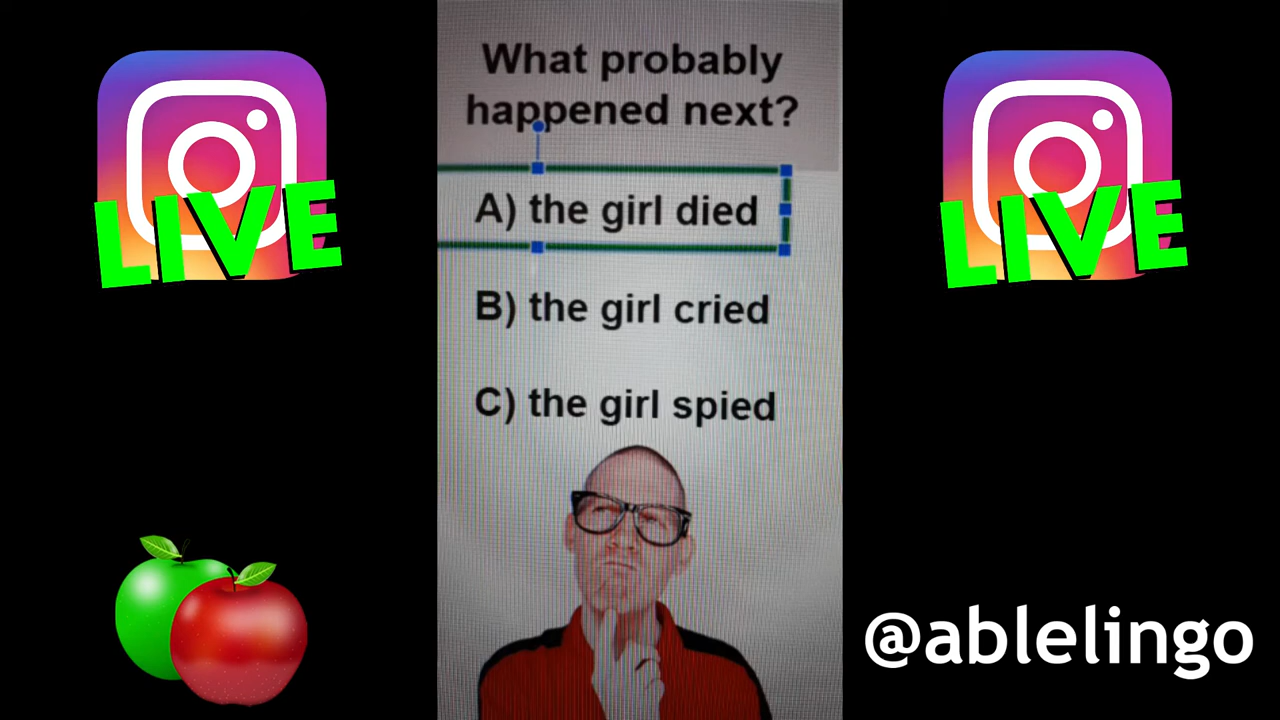 What probably
happened next?
A) the girl died
B) the girl cried
C) the girl spied
LIVE
LIVE
@ablelingo